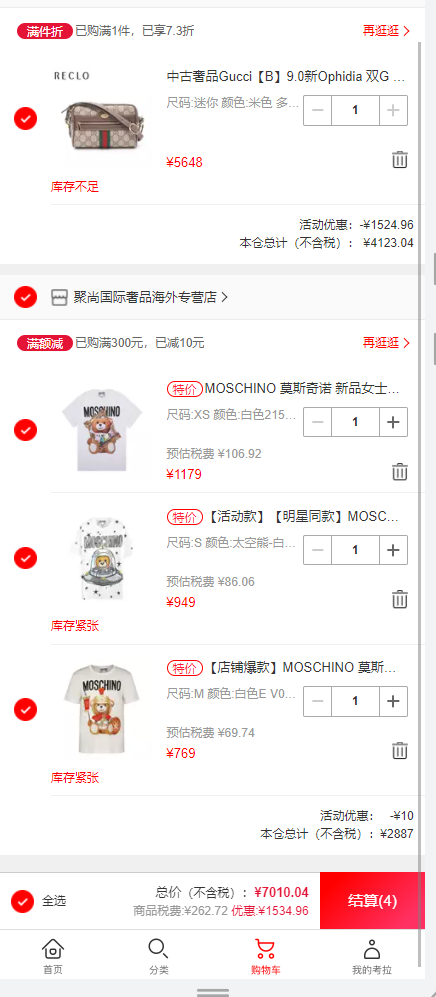 满件折 已购满1件，已享7.3折 再逛逛
RECLO
中古奢品Gucci【B】9.0新Ophidia 双G ...
尺码:迷你 颜色:米色 多... 1
¥5648
库存不足
活动优惠：-¥1524.96
本仓总计（不含税）： ¥4123.04
聚尚国际奢品海外专营店
满额减 已购满300元，已减10元 再逛逛
特价 MOSCHINO 莫斯奇诺 新品女士...
尺码:XS 颜色:白色215... 1
预估税费 ¥106.92
¥1179
特价 【活动款】【明星同款】MOSC...
尺码:S 颜色:太空熊-白... 1
预估税费 ¥86.06
¥949
库存紧张
特价 【店铺爆款】MOSCHINO 莫斯...
尺码:M 颜色:白色E V0... 1
预估税费 ¥69.74
¥769
库存紧张
MOSCHINO
MOSCHINO
活动优惠： -¥10
本仓总计（不含税）：¥2887
全选
总价（不含税）：¥7010.04
商品税费:¥262.72 优惠:¥1534.96
结算(4)
首页 分类 购物车 我的考拉